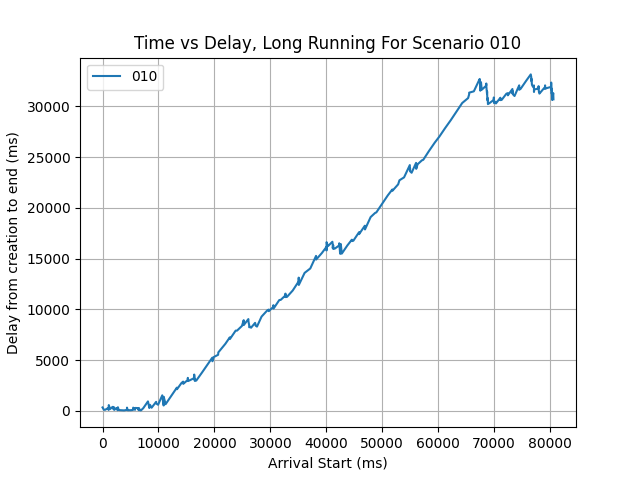 Time vs Delay, Long Running For Scenario 010
010
30000
25000
20000
15000
10000
5000
0
Delay from creation to end (ms)
0 10000 20000 30000 40000 50000 60000 70000 80000
Arrival Start (ms)